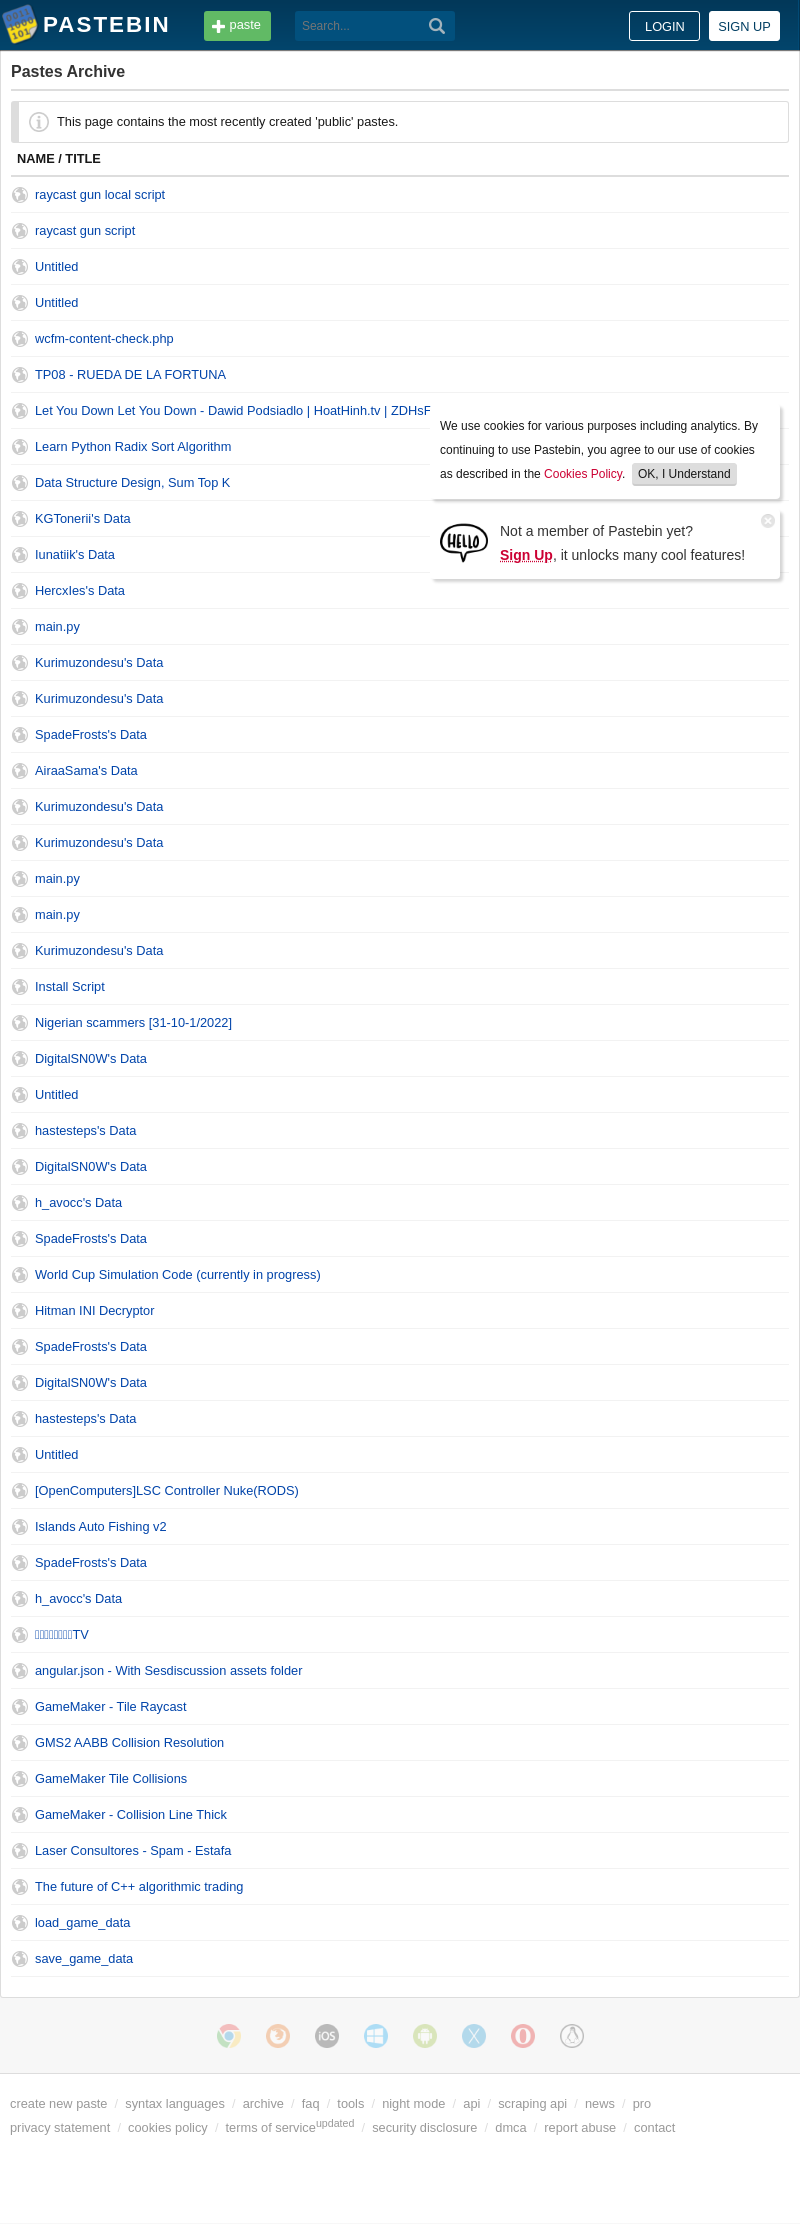 PASTEBIN
paste
Search...
LOGIN
SIGN UP
Pastes Archive
This page contains the most recently created 'public' pastes.
NAME / TITLE
raycast gun local script
raycast gun script
Untitled
Untitled
wcfm-content-check.php
TP08 - RUEDA DE LA FORTUNA
Let You Down Let You Down - Dawid Podsiadlo | HoatHinh.tv |
Learn Python Radix Sort Algorithm
Data Structure Design, Sum Top K
KGTonerii's Data
Iunatiik's Data
HercxIes's Data
main.py
Kurimuzondesu's Data
Kurimuzondesu's Data
SpadeFrosts's Data
AiraaSama's Data
Kurimuzondesu's Data
Kurimuzondesu's Data
main.py
main.py
Kurimuzondesu's Data
Install Script
Nigerian scammers [31-10-1/2022]
DigitalSN0W's Data
Untitled
hastesteps's Data
DigitalSN0W's Data
h_avocc's Data
SpadeFrosts's Data
World Cup Simulation Code (currently in progress)
Hitman INI Decryptor
SpadeFrosts's Data
DigitalSN0W's Data
hastesteps's Data
Untitled
[OpenComputers]LSC Controller Nuke(RODS)
Islands Auto Fishing v2
SpadeFrosts's Data
h_avocc's Data
TV
angular.json - With Sesdiscussion assets folder
GameMaker - Tile Raycast
GMS2 AABB Collision Resolution
GameMaker Tile Collisions
GameMaker - Collision Line Thick
Laser Consultores - Spam - Estafa
The future of C++ algorithmic trading
load_game_data
save_game_data
We use cookies for various purposes including analytics. By
continuing to use Pastebin, you agree to our use of cookies
as described in the Cookies Policy. OK, I Understand
HELLO
Not a member of Pastebin yet?
Sign Up, it unlocks many cool features!
iOS
create new paste / syntax languages / archive / faq / tools / night mode / api / scraping api / news / pro
privacy statement / cookies policy / terms of service updated / security disclosure / dmca / report abuse / contact